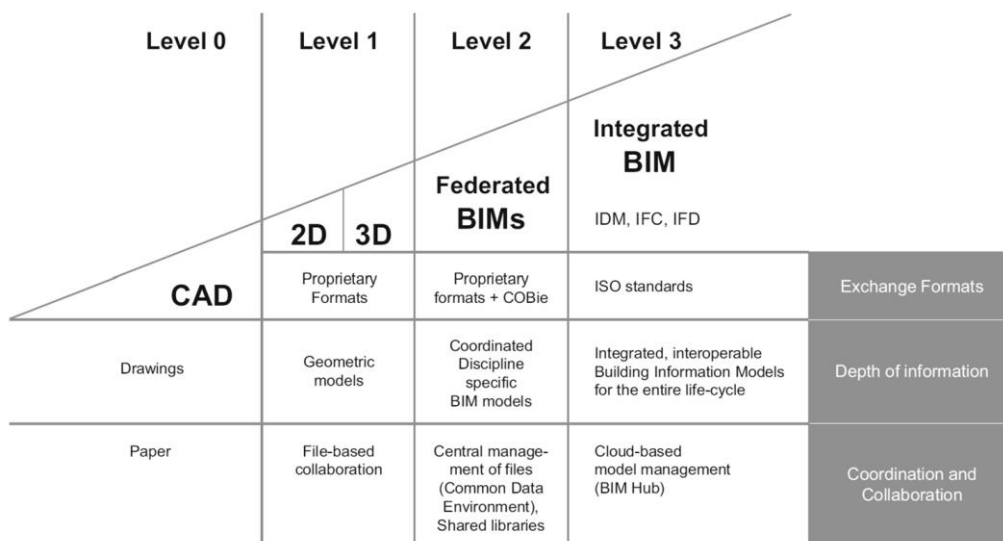 Level 0
Level 1
Level 2
Level 3
Integrated
BIM
Federated
BIMs
IDM, IFC, IFD
2D
3D
CAD
Proprietary
Formats
Proprietary
formats + COBie
ISO standards
Exchange Formats
Drawings
Geometric
models
Coordinated
Discipline
specific
BIM models
Integrated, interoperable
Building Information Models
for the entire life-cycle
Depth of information
Paper
File-based
collaboration
Central manage-
ment of files
(Common Data
Environment),
Shared libraries
Cloud-based
model management
(BIM Hub)
Coordination and
Collaboration